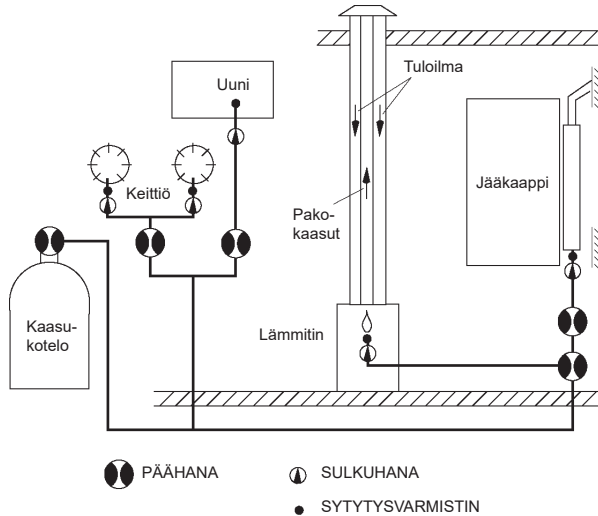 Tuloilma
Uuni
Keittiö
Jääkaappi
Pako-
kaasut
Kaasu-
kotelo
Lämmitin
PÄÄHANA
SULKUHANA
SYTYTYSVARMISTIN